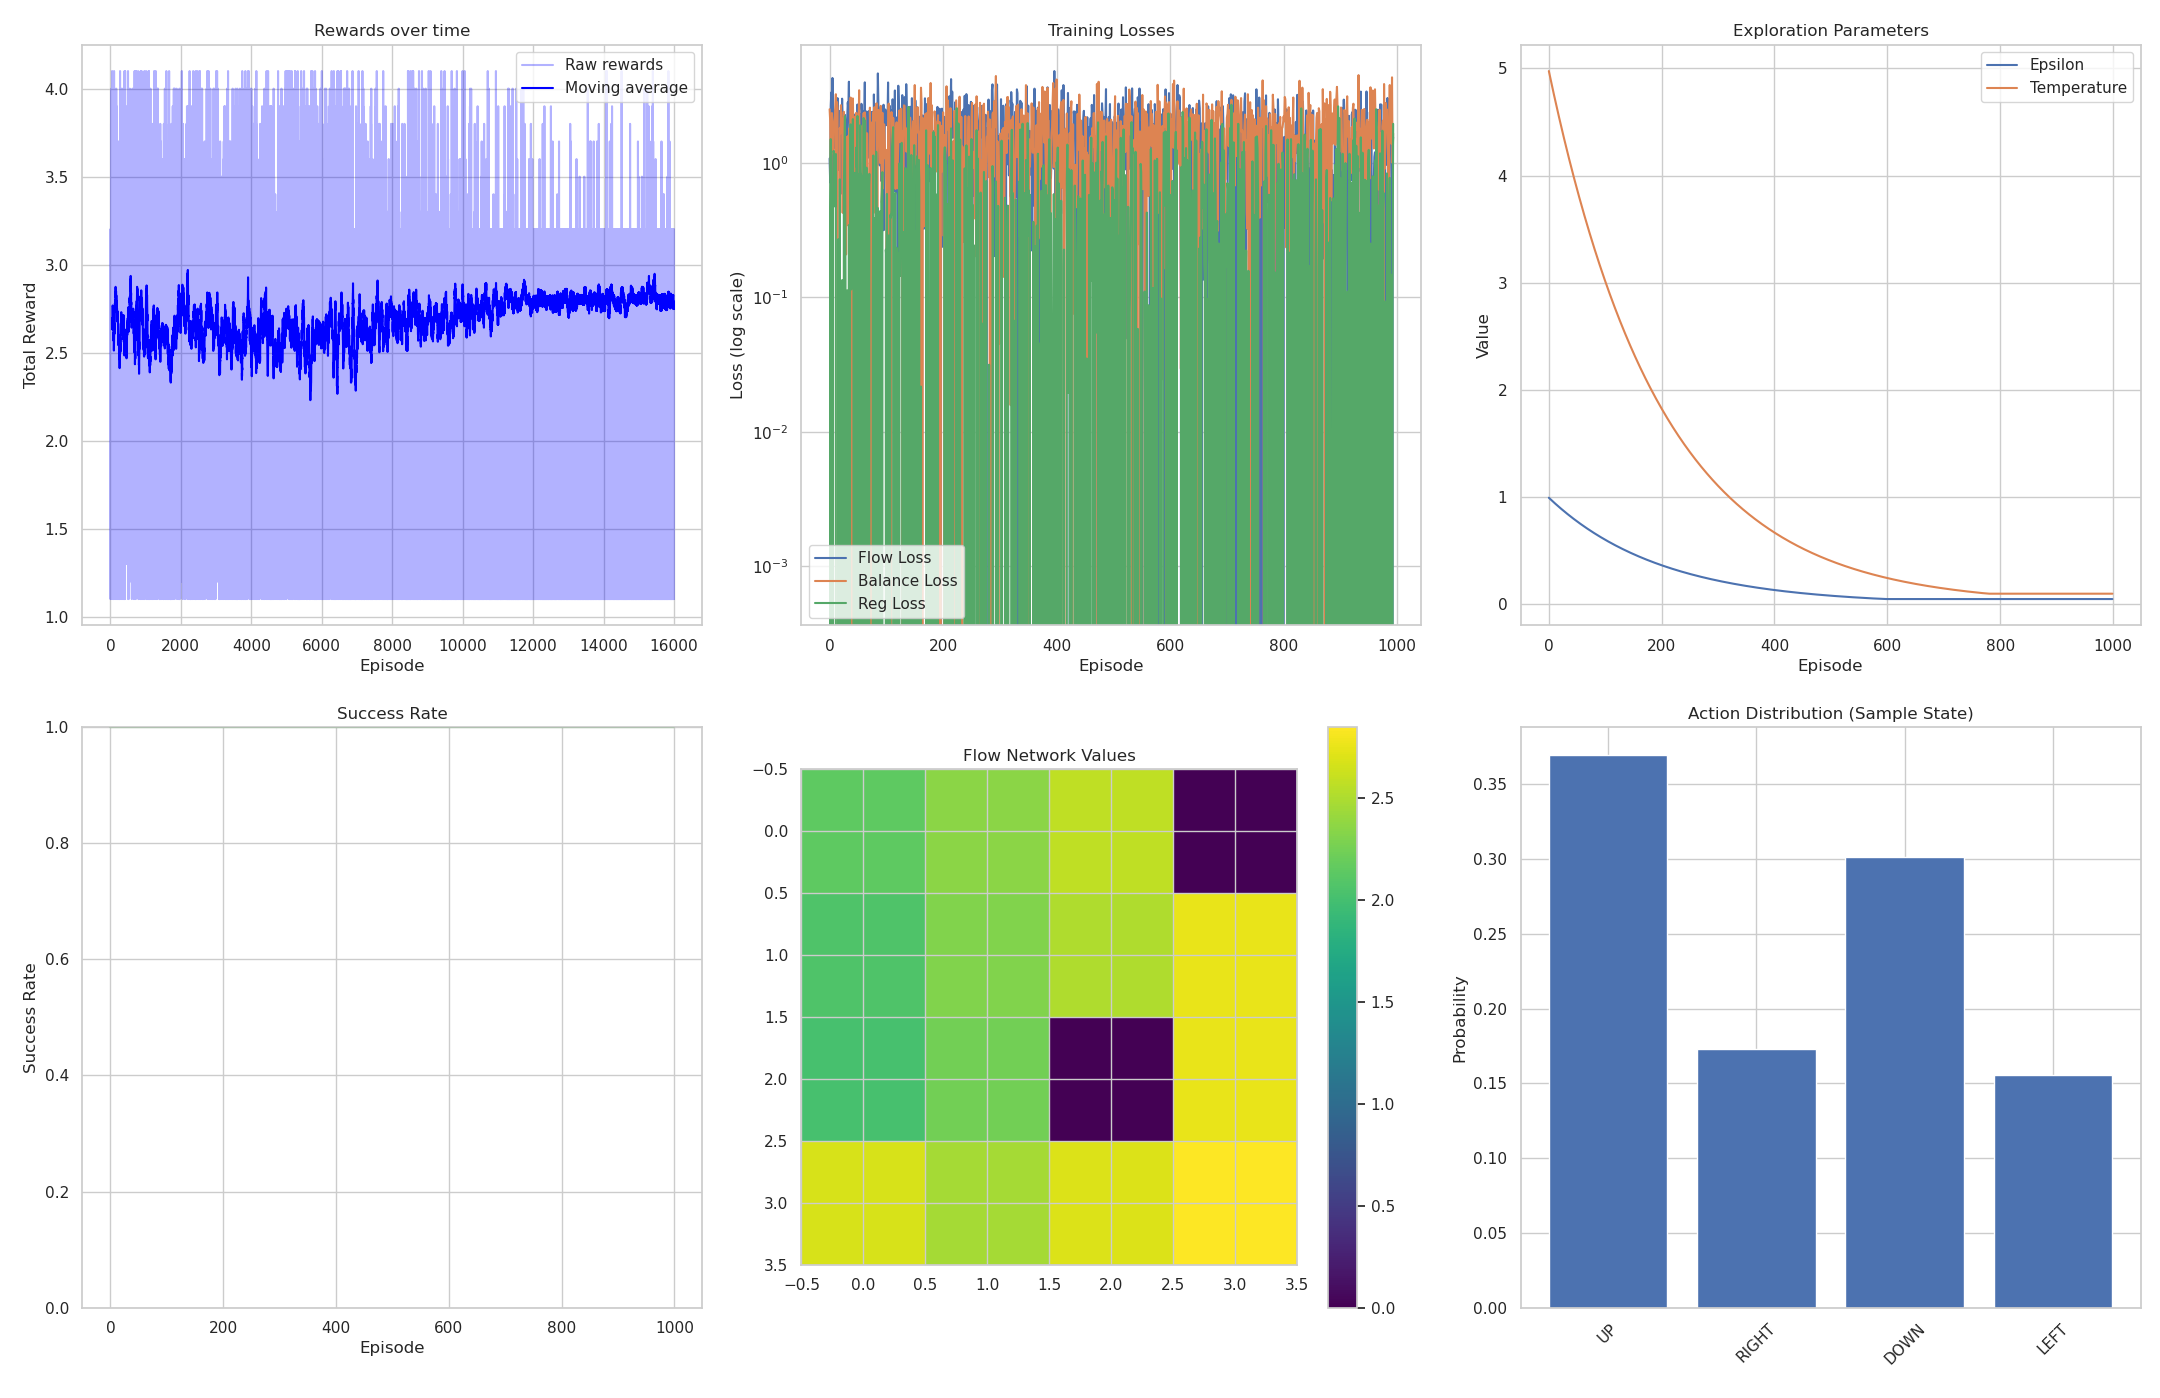 Rewards over time
Raw rewards
Moving average
4.0
3.5
3.0
2.5
2.0
1.5
1.0
Total Reward
0 2000 4000 6000 8000 10000 12000 14000 16000
Episode
Training Losses
10⁰
10⁻¹
10⁻²
10⁻³
Loss (log scale)
Flow Loss
Balance Loss
Reg Loss
0 200 400 600 800 1000
Episode
Exploration Parameters
Epsilon
Temperature
5
4
3
2
1
0
Value
0 200 400 600 800 1000
Episode
Success Rate
1.0
0.8
0.6
0.4
0.2
0.0
Success Rate
0 200 400 600 800 1000
Episode
Flow Network Values
−0.5
0.0
0.5
1.0
1.5
2.0
2.5
3.0
3.5
−0.5 0.0 0.5 1.0 1.5 2.0 2.5 3.0 3.5
2.5
2.0
1.5
1.0
0.5
0.0
Action Distribution (Sample State)
0.35
0.30
0.25
0.20
0.15
0.10
0.05
0.00
Probability
UP RIGHT DOWN LEFT